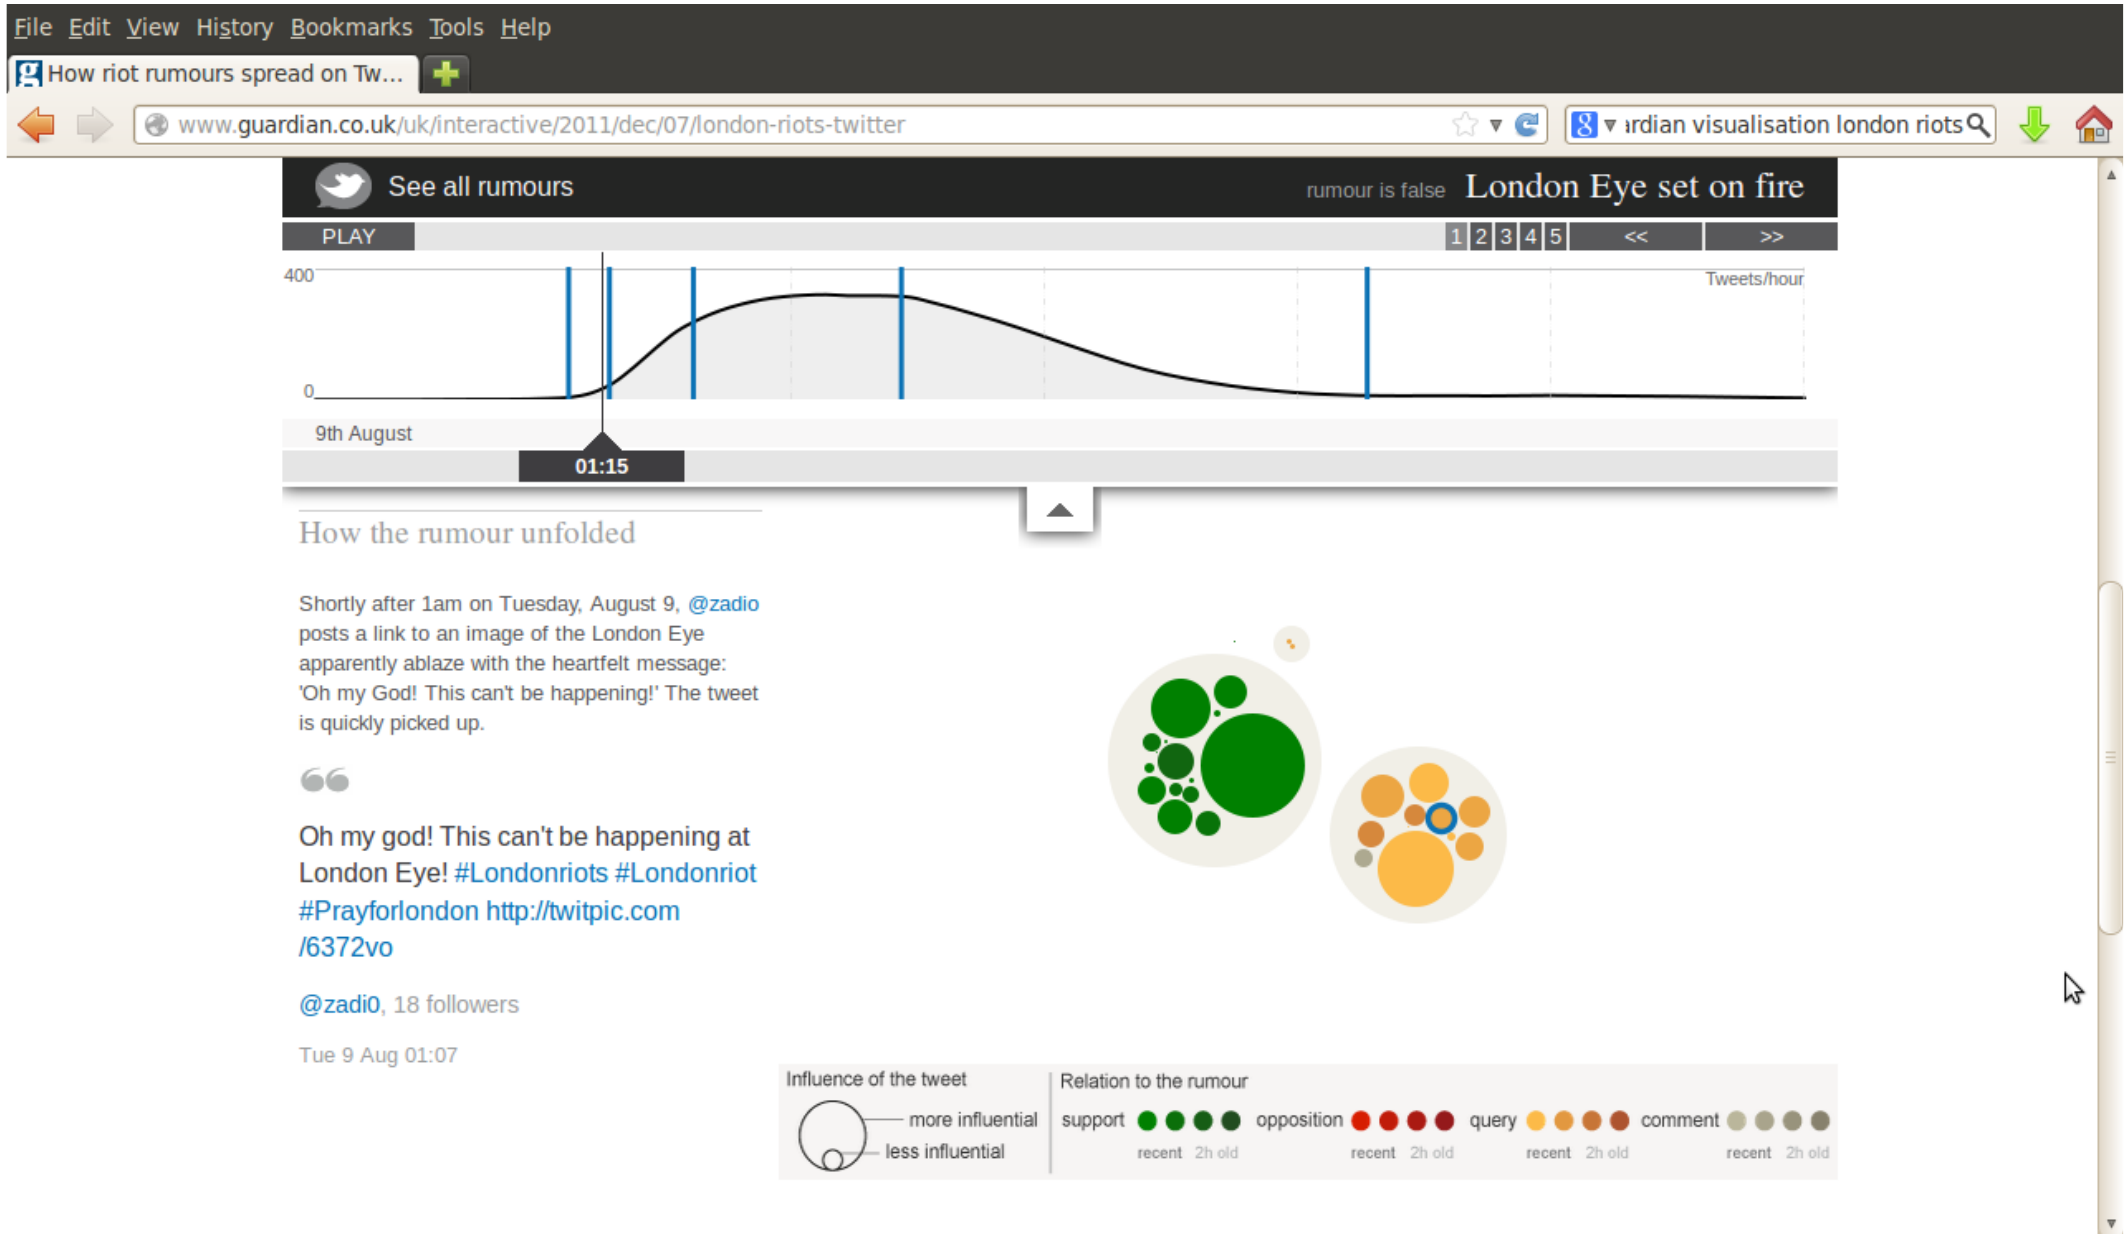 File Edit View History Bookmarks Tools Help
How riot rumours spread on Tw...
www.guardian.co.uk/uk/interactive/2011/dec/07/london-riots-twitter
ırdian visualisation london riots
See all rumours
rumour is false London Eye set on fire
PLAY
1 2 3 4 5 << >>
400
Tweets/hour
0
9th August
01:15
How the rumour unfolded
Shortly after 1am on Tuesday, August 9, @zadio
posts a link to an image of the London Eye
apparently ablaze with the heartfelt message:
'Oh my God! This can't be happening!' The tweet
is quickly picked up.
Oh my god! This can't be happening at
London Eye! #Londonriots #Londonriot
#Prayforlondon http://twitpic.com
/6372vo
@zadi0, 18 followers
Tue 9 Aug 01:07
Influence of the tweet
more influential
less influential
Relation to the rumour
support opposition query comment
recent 2h old recent 2h old recent 2h old recent 2h old